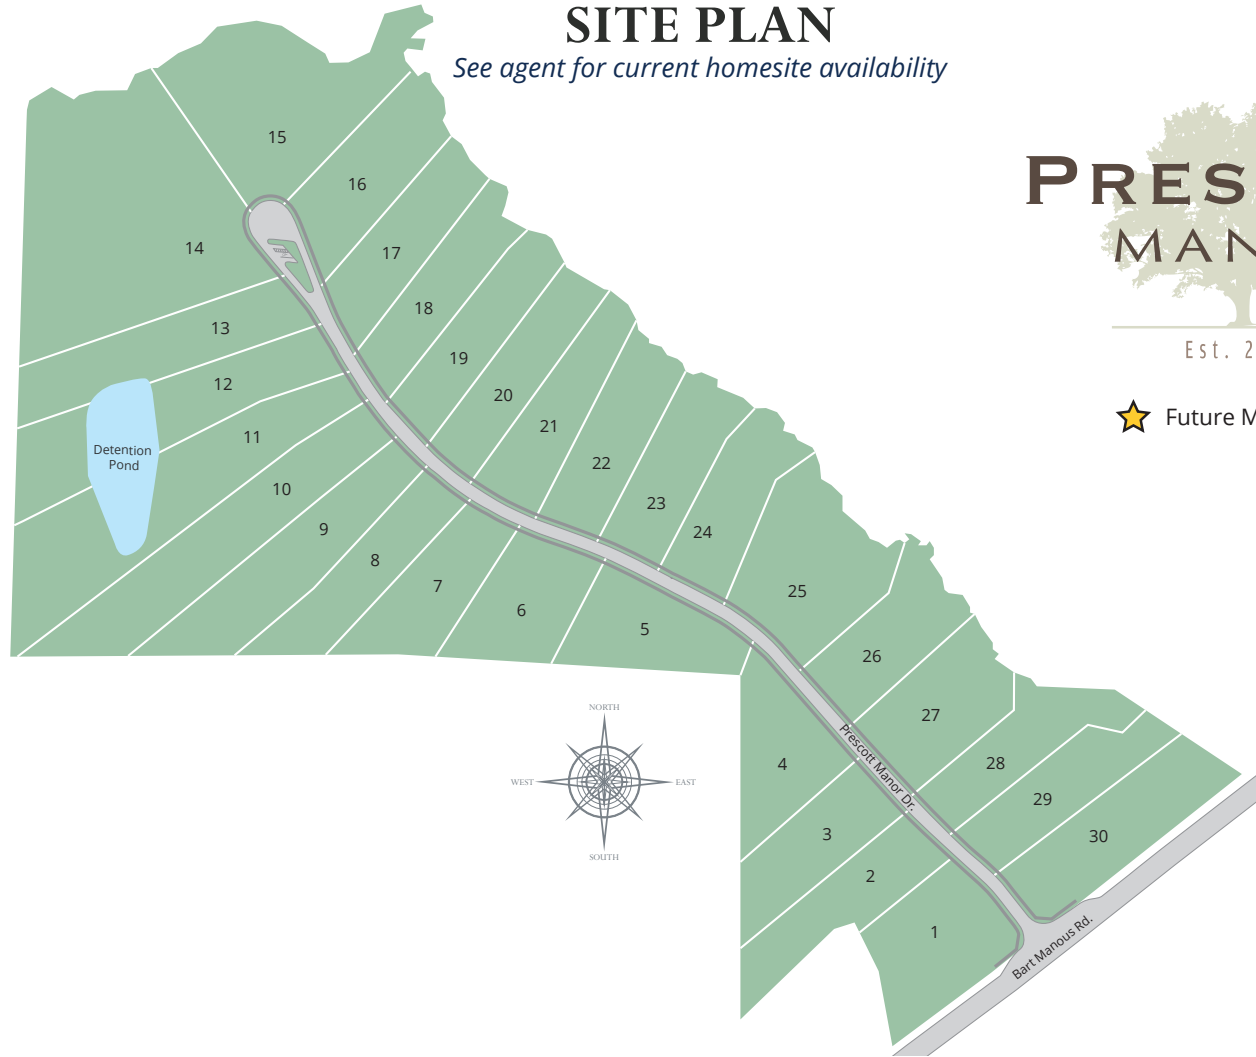 SITE PLAN
See agent for current homesite availability
PRES
MAN
Est. 2
Future M
15
16
14
17
18
13
19
12
20
21
11
Detention
Pond
22
10
23
9
24
8
7
25
6
5
26
NORTH
WEST
EAST
SOUTH
27
Prescott Manor Dr.
4
28
29
3
30
2
1
Bart Manous Rd.